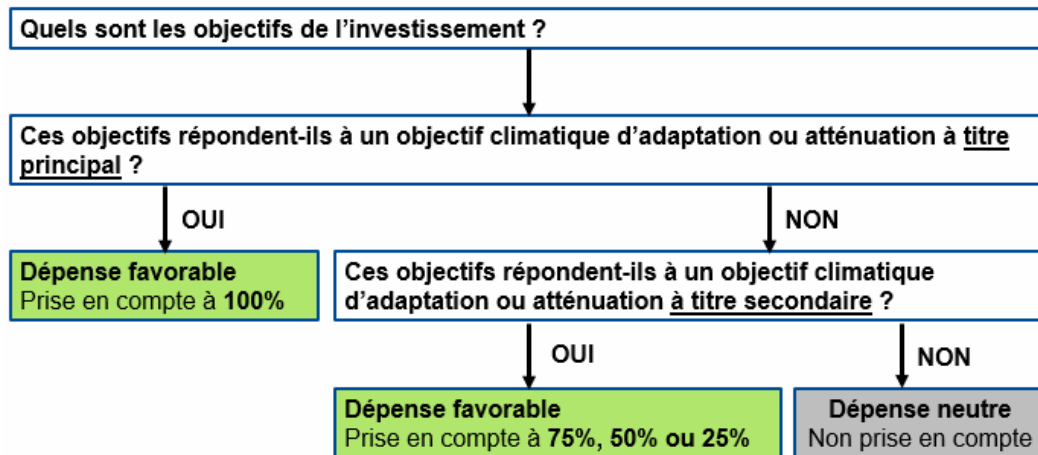 Quels sont les objectifs de l’investissement ?
Ces objectifs répondent-ils à un objectif climatique d’adaptation ou atténuation à titre
principal ?
OUI
NON
Dépense favorable
Prise en compte à 100%
Ces objectifs répondent-ils à un objectif climatique
d’adaptation ou atténuation à titre secondaire ?
OUI
NON
Dépense favorable
Prise en compte à 75%, 50% ou 25%
Dépense neutre
Non prise en compte